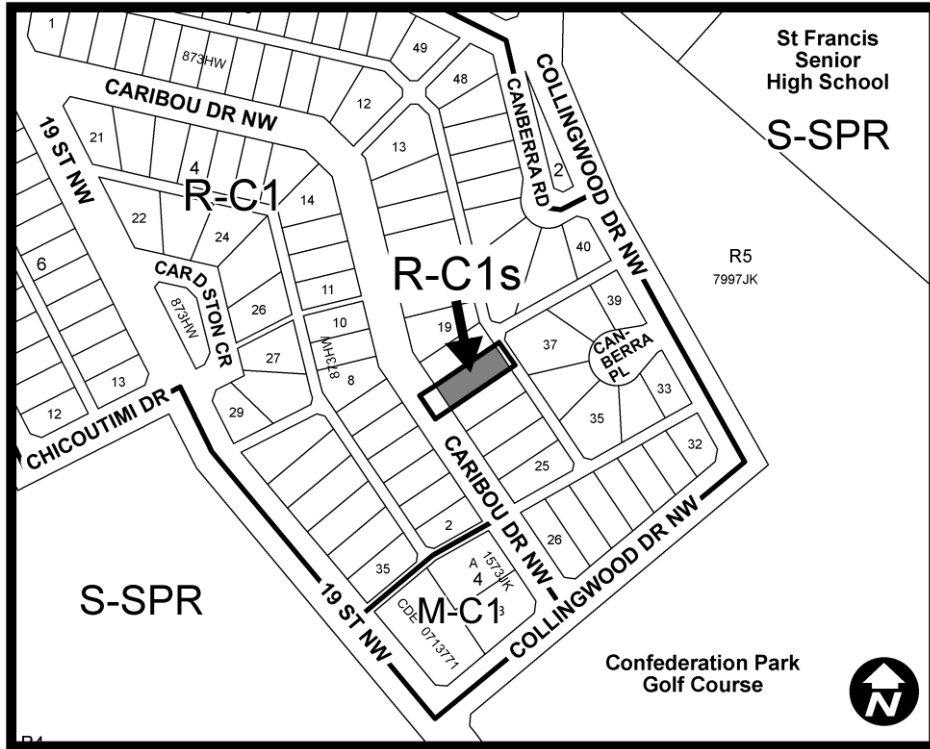 1
873HW
49
48
12
13
St Francis
Senior
High School
S-SPR
CARIBOU DR NW
CANBERRA RD
COLLINGWOOD DR NW
19 ST NW
21
4
R-C1
14
2
22
24
40
6
CARDSTON CR
873HW
26
11
R-C1s
R5
7997JK
39
10
19
37
CAN-
BERRA
PL
27
873HW
8
33
13
12
29
35
CHICOUTIMI DR
32
25
CARIBOU DR NW
2
26
35
A
4
1573JK
3
M-C1
CDE 0713771
S-SPR
19 ST NW
COLLINGWOOD DR NW
Confederation Park
Golf Course
N